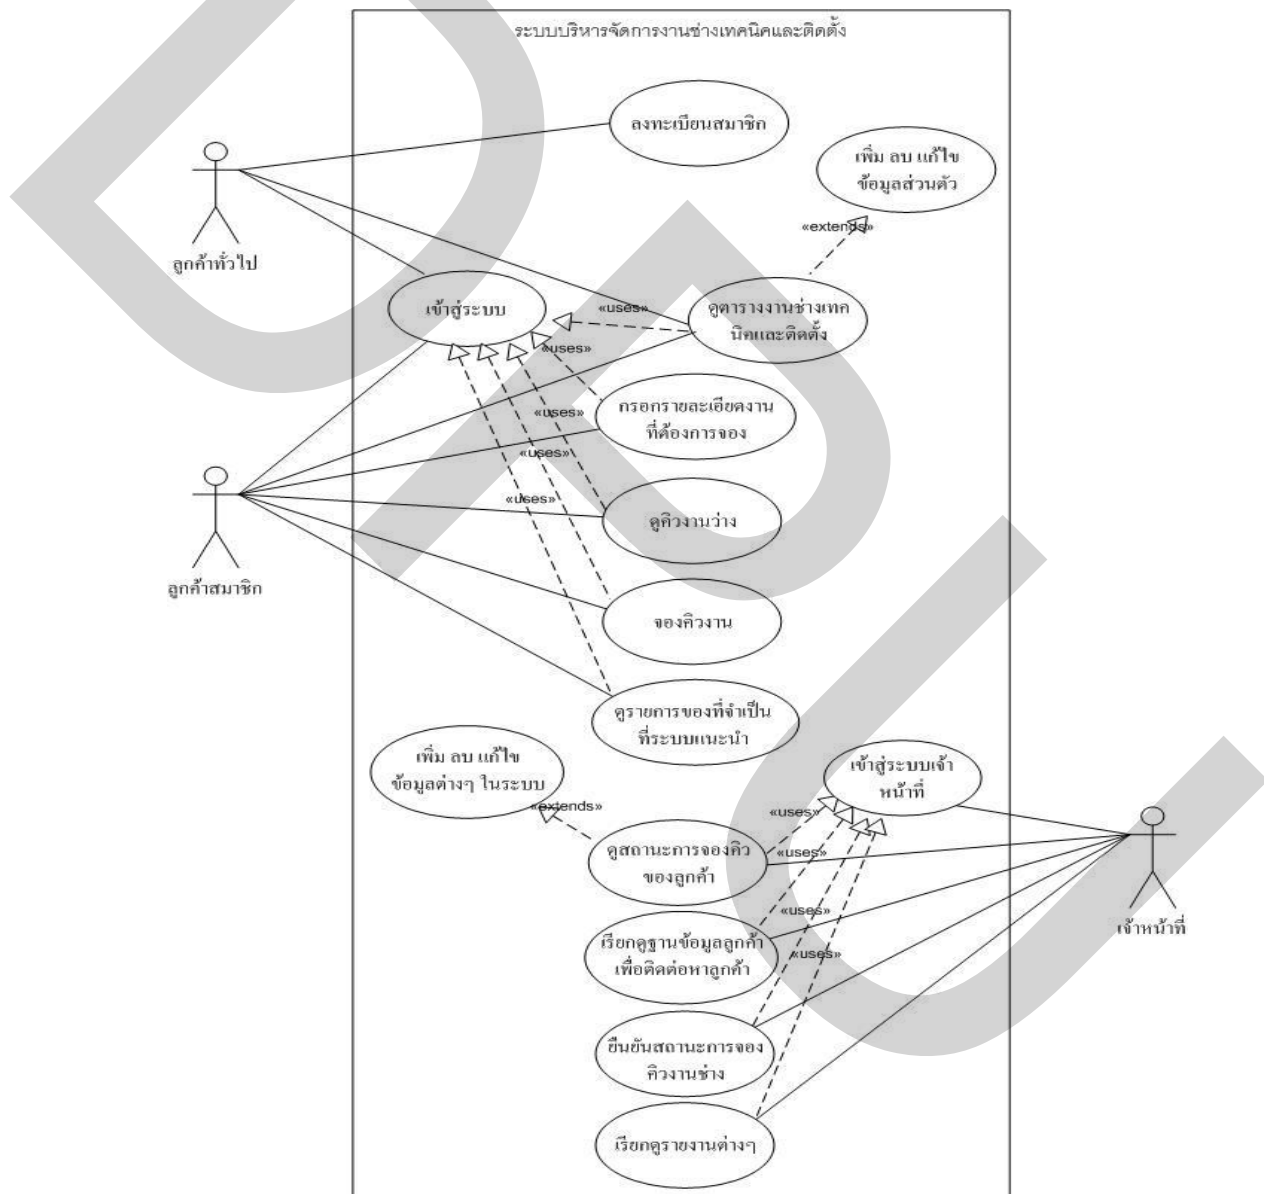 ระบบบริหารจัดการงานช่างเทคนิคและติดตั้ง
ลงทะเบียนสมาชิก
เพิ่ม ลบ แก้ไข
ข้อมูลส่วนตัว
«extends»
ลูกค้าทั่วไป
เข้าสู่ระบบ
«uses»
ดูตารางงานช่างเทค
นิคและติดตั้ง
«uses»
กรอกรายละเอียดงาน
ที่ต้องการจอง
«uses»
«uses»
«uses»
ดูคิวงานว่าง
ลูกค้าสมาชิก
จองคิวงาน
ดูรายการของที่จำเป็น
ที่ระบบแนะนำ
เพิ่ม ลบ แก้ไข
ข้อมูลต่างๆ ในระบบ
«extends»
เข้าสู่ระบบเจ้า
หน้าที่
«uses»
ดูสถานะการจองคิว
ของลูกค้า
«uses»
«uses»
เรียกดูฐานข้อมูลลูกค้า
เพื่อติดต่อหาลูกค้า
«uses»
เจ้าหน้าที่
ยืนยันสถานะการจอง
คิวงานช่าง
เรียกดูรายงานต่างๆ
DPU